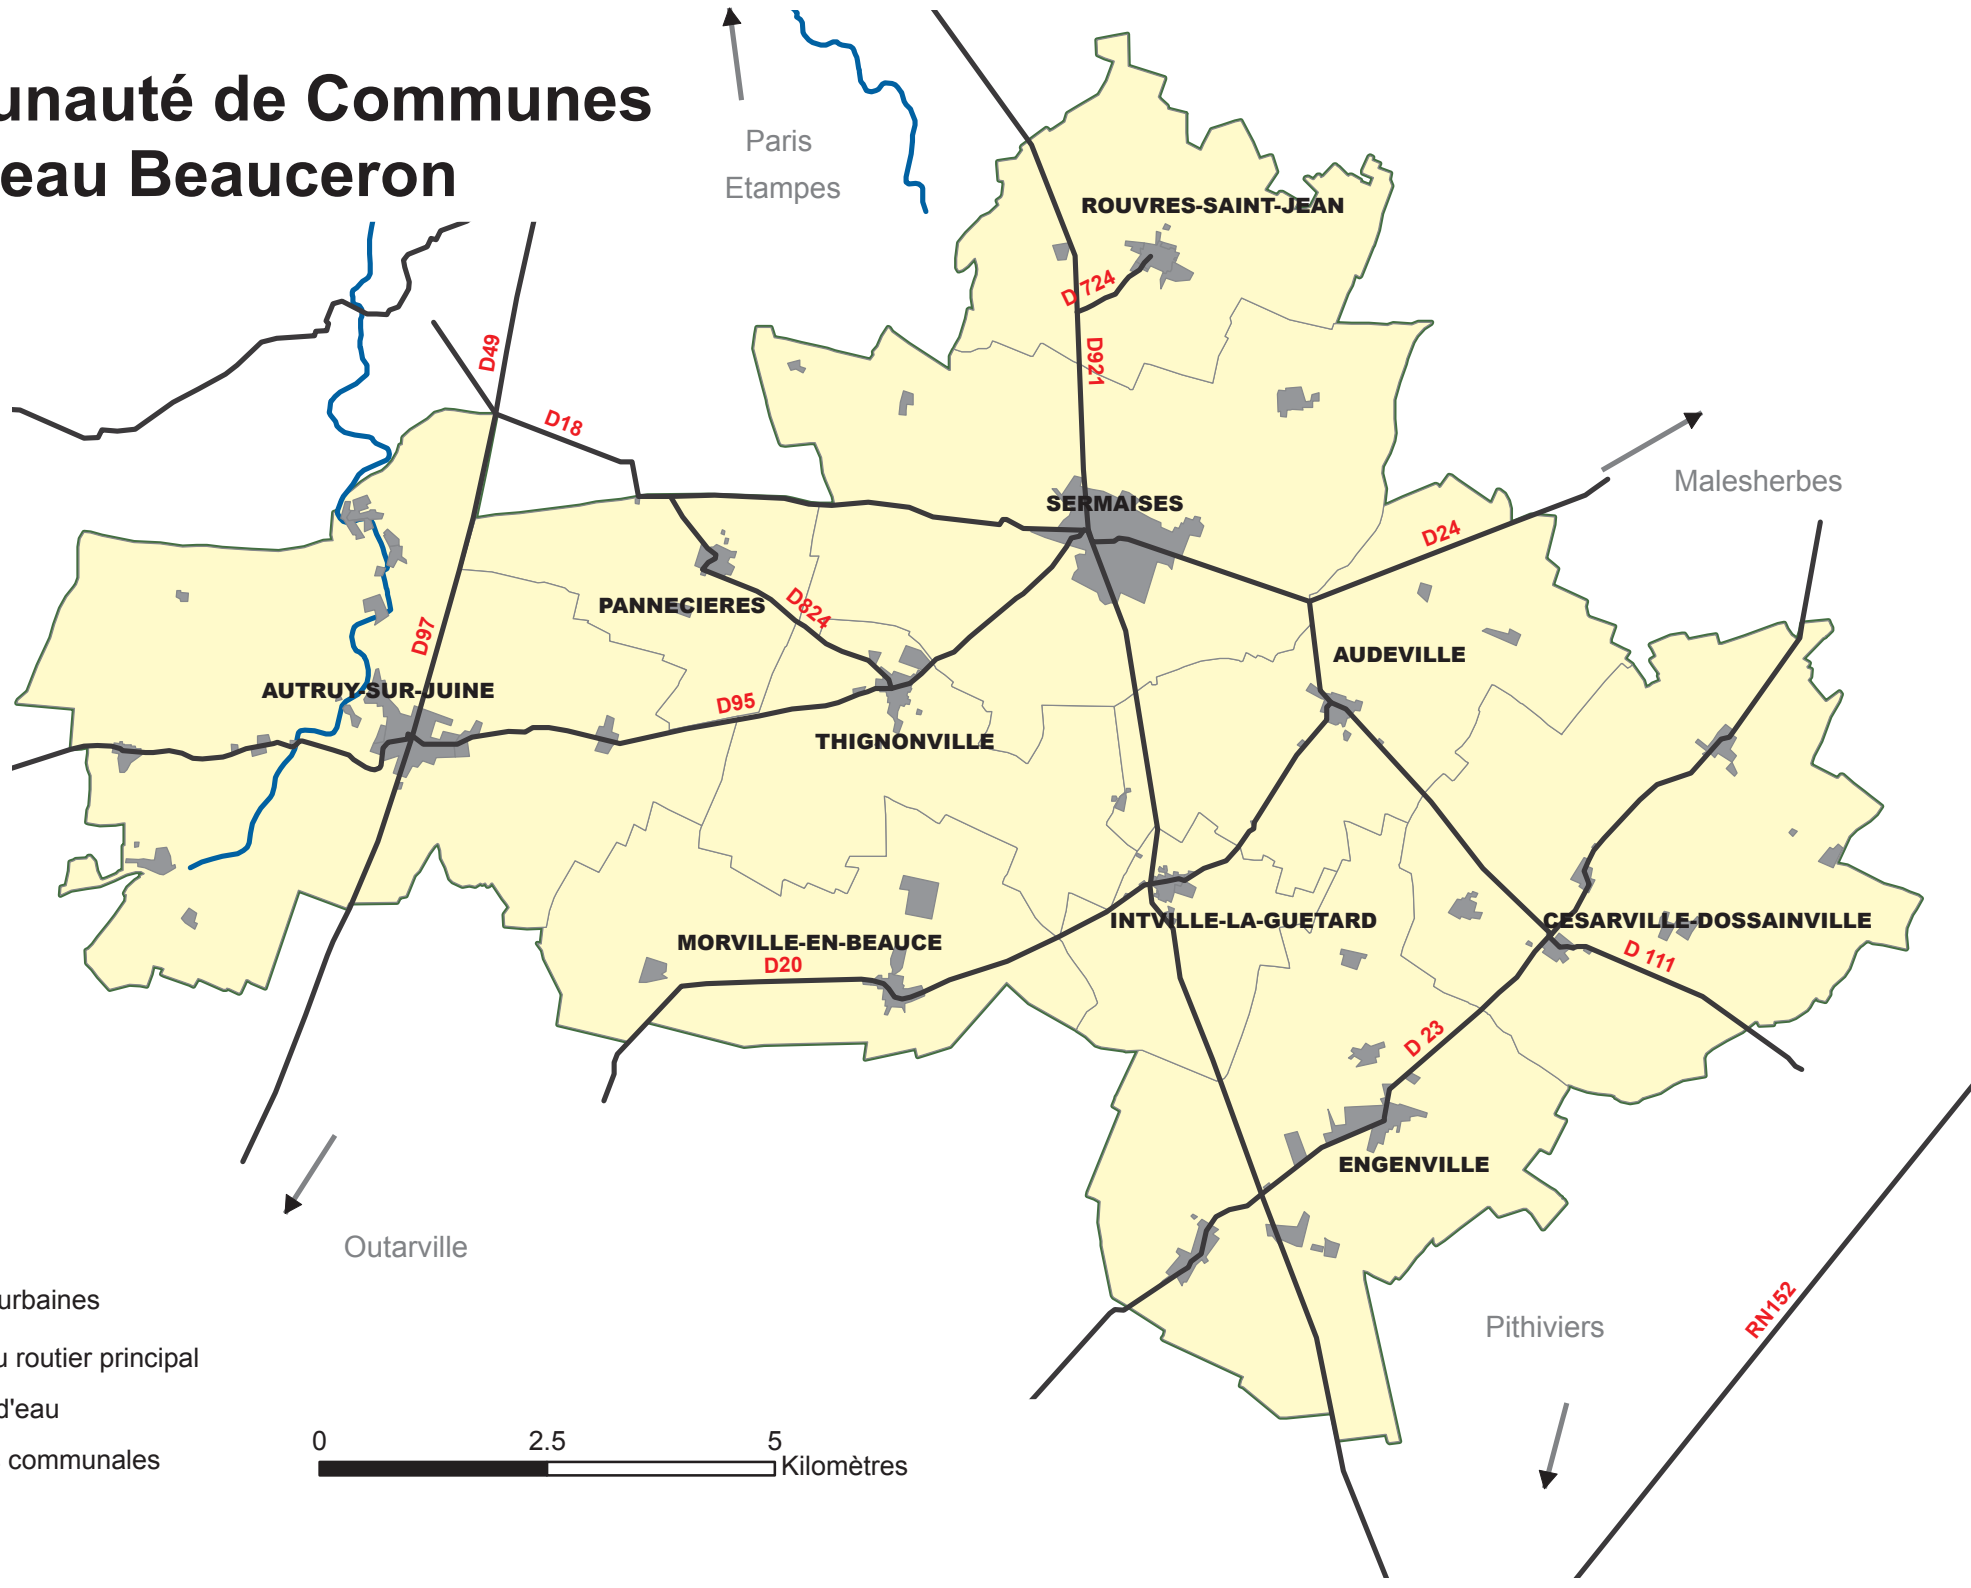 unauté de Communes
eau Beauceron
Paris
Etampes
ROUVRES-SAINT-JEAN
D 724
D921
D49
D18
Malesherbes
SERMAISES
D24
PANNECIERES
D824
D97
AUDEVILLE
AUTRUY-SUR-JUINE
D95
THIGNONVILLE
INTVILLE-LA-GUETARD
CESARVILLE-DOSSAINVILLE
MORVILLE-EN-BEAUCE
D20
D 111
D 23
ENGENVILLE
Outarville
urbaines
Pithiviers
RN152
u routier principal
d'eau
communales
0 2.5 5
Kilomètres